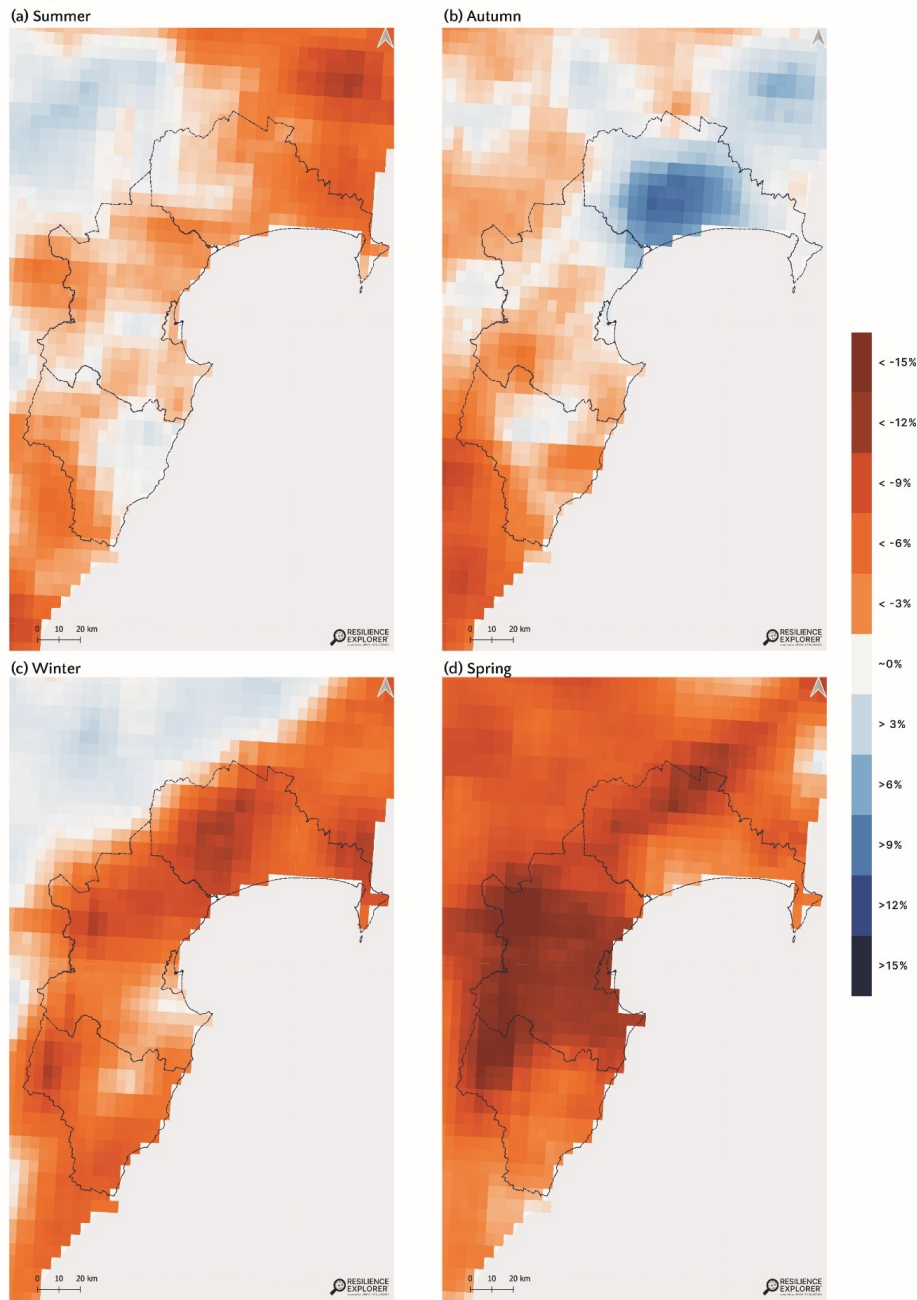 (a) Summer
(b) Autumn
0 10 20 km
RESILIENCE
EXPLORER
0 10 20 km
RESILIENCE
EXPLORER
(c) Winter
(d) Spring
0 10 20 km
RESILIENCE
EXPLORER
0 10 20 km
RESILIENCE
EXPLORER
< -15%
< -12%
< -9%
< -6%
< -3%
~0%
> 3%
>6%
>9%
>12%
>15%